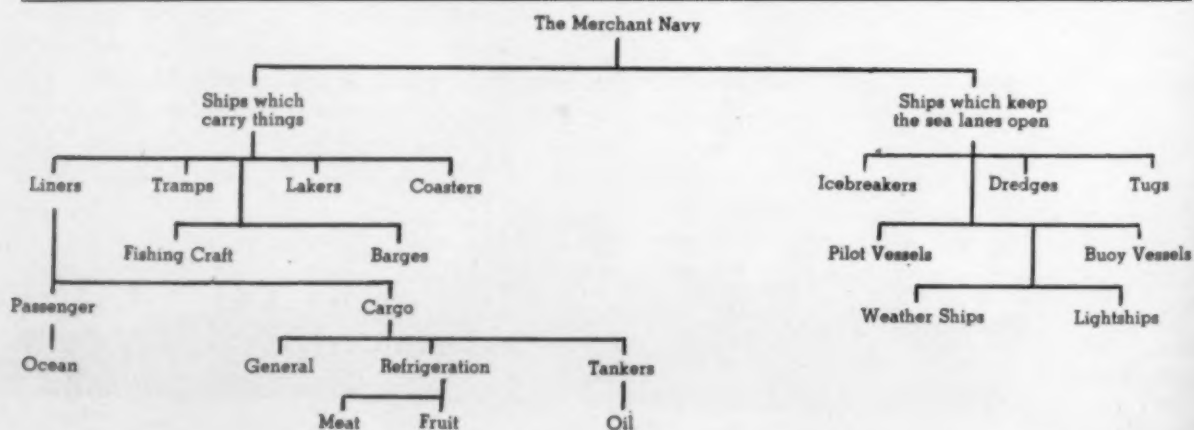 The Merchant Navy
Ships which
carry things
Ships which keep
the sea lanes open
Liners Tramps Lakers Coasters
Icebreakers Dredges Tugs
Fishing Craft Barges
Pilot Vessels Buoy Vessels
Passenger Cargo
Weather Ships Lightships
Ocean General Refrigeration Tankers
Meat Fruit Oil